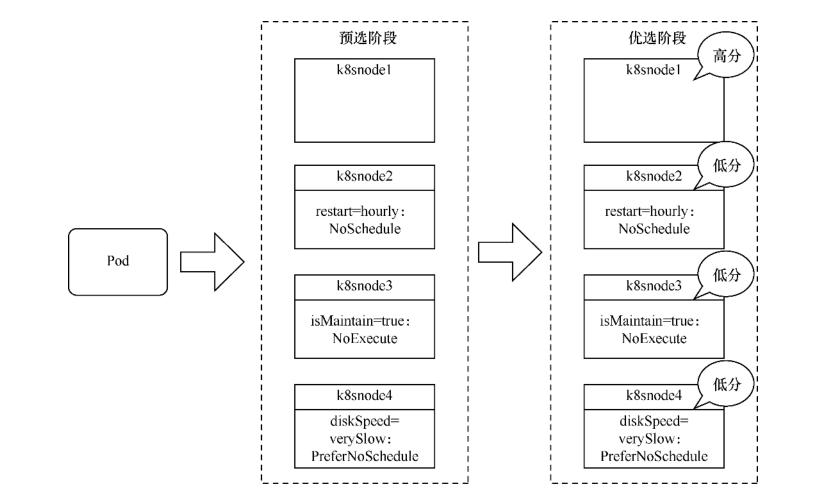 Pod
预选阶段
k8snode1
k8snode2
restart=hourly：
NoSchedule
k8snode3
isMaintain=true：
NoExecute
k8snode4
diskSpeed=
verySlow：
PreferNoSchedule
优选阶段
高分
k8snode1
低分
k8snode2
restart=hourly：
NoSchedule
低分
k8snode3
isMaintain=true：
NoExecute
低分
k8snode4
diskSpeed=
verySlow：
PreferNoSchedule